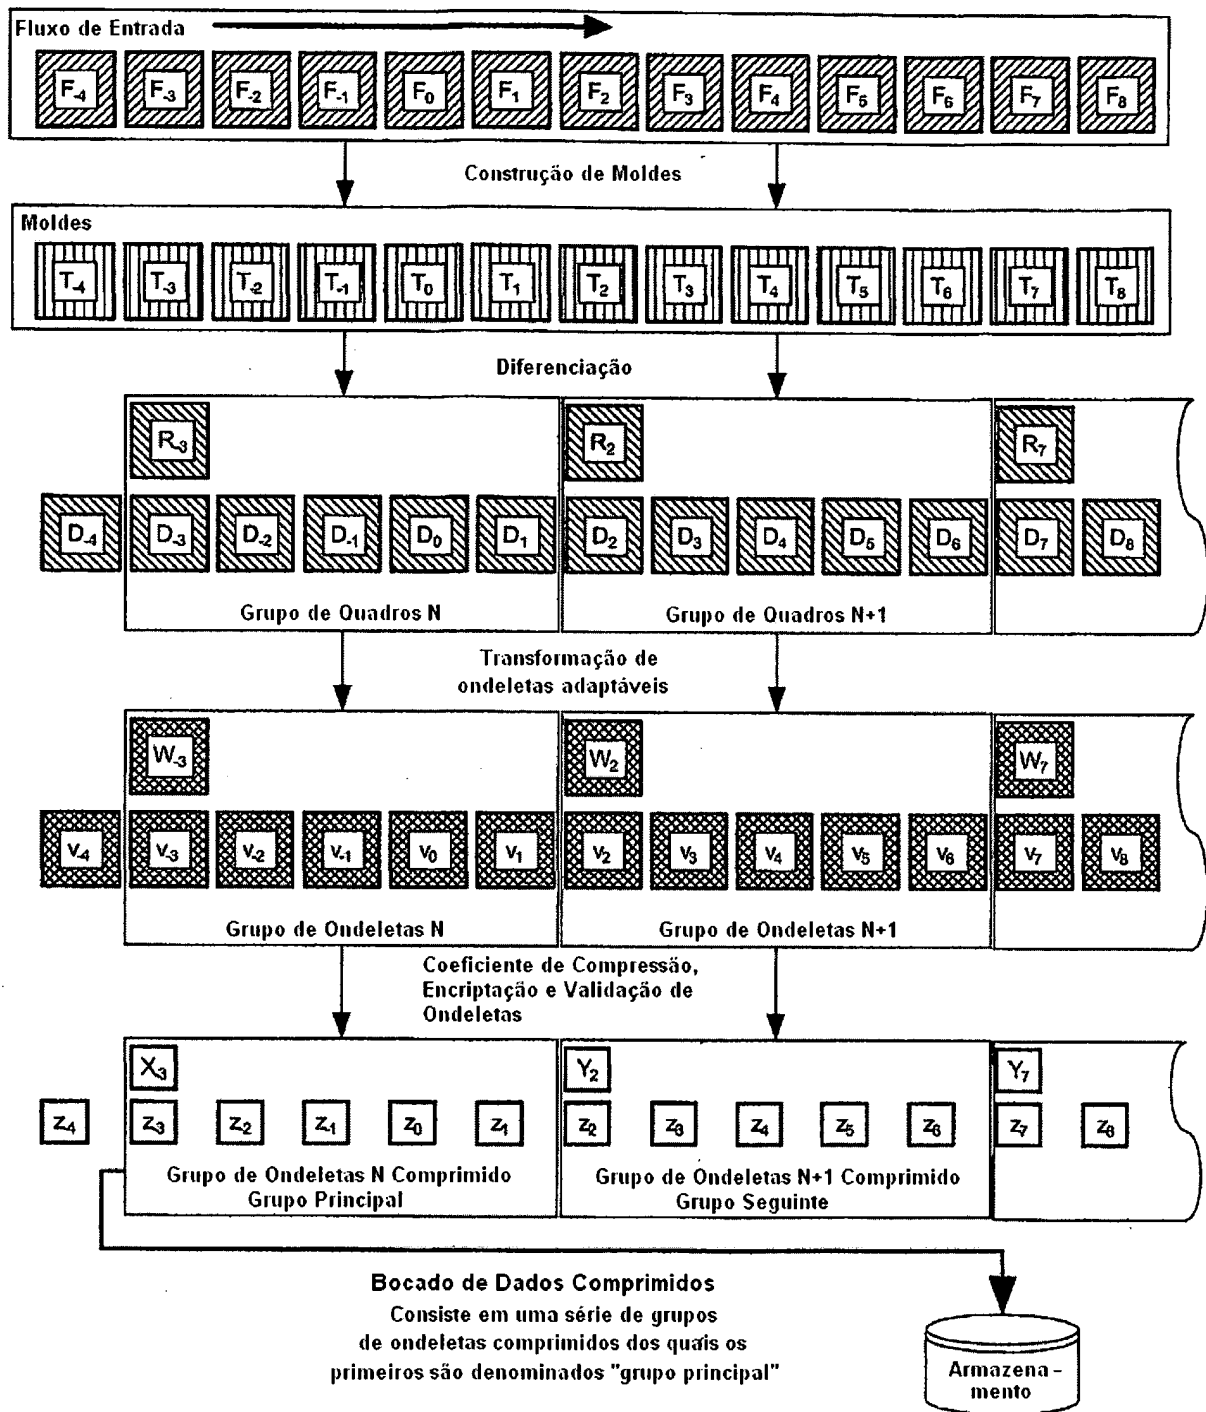 Fluxo de Entrada
F-4 F-3 F-2 F-1 F0 F1 F2 F3 F4 F5 F6 F7 F8
Construção de Moldes
Moldes
T-4 T-3 T-2 T-1 T0 T1 T2 T3 T4 T5 T6 T7 T8
Diferenciação
R-3 R2 R7
D-4 D-3 D-2 D-1 D0 D1 D2 D3 D4 D5 D6 D7 D8
Grupo de Quadros N Grupo de Quadros N+1
Transformação de
ondeletas adaptáveis
W-3 W2 W7
V-4 V-3 V-2 V-1 V0 V1 V2 V3 V4 V5 V6 V7 V8
Grupo de Ondeletas N Grupo de Ondeletas N+1
Coeficiente de Compressão,
Encriptação e Validação de
Ondeletas
X-3 Y2 Y7
Z-4 Z-3 Z-2 Z-1 Z0 Z1 Z2 Z3 Z4 Z5 Z6 Z7 Z8
Grupo de Ondeletas N Comprimido Grupo de Ondeletas N+1 Comprimido
Grupo Principal Grupo Seguinte
Bocado de Dados Comprimidos
Consiste em uma série de grupos
de ondeletas comprimidos dos quais os
primeiros são denominados "grupo principal"
Armazena-
mento